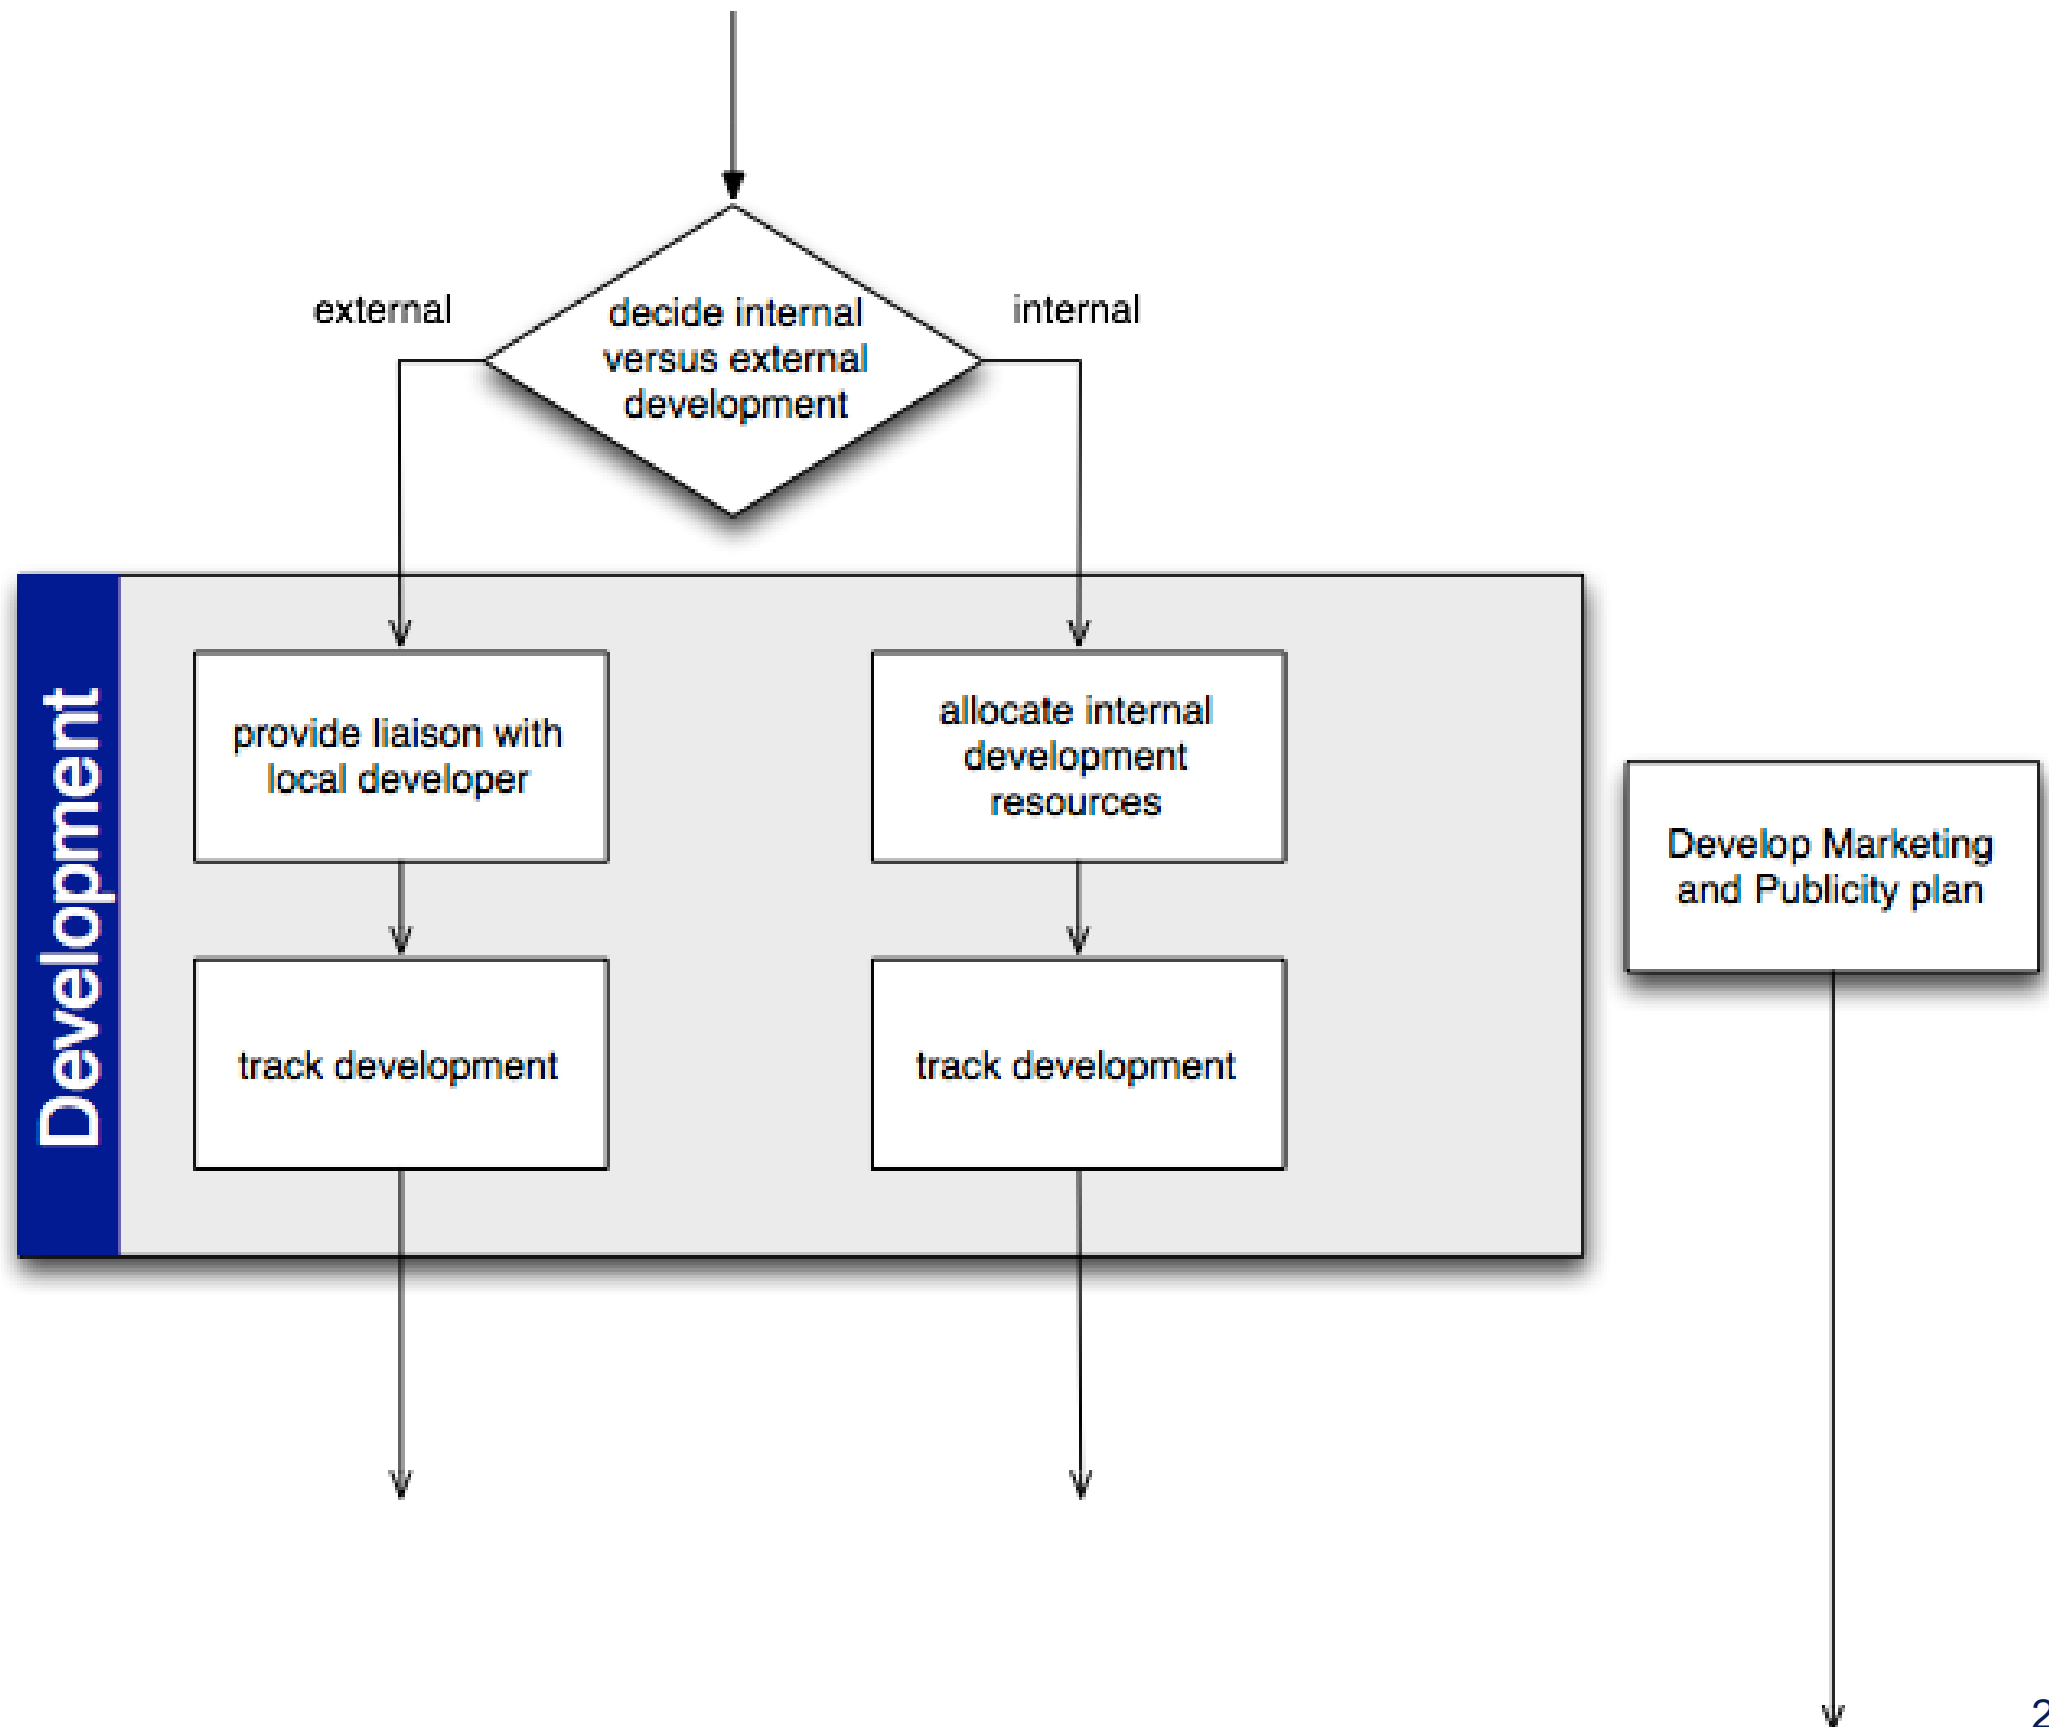 external
decide internal
versus external
development
internal
Development
provide liaison with
local developer
allocate internal
development
resources
Develop Marketing
and Publicity plan
track development
track development
2